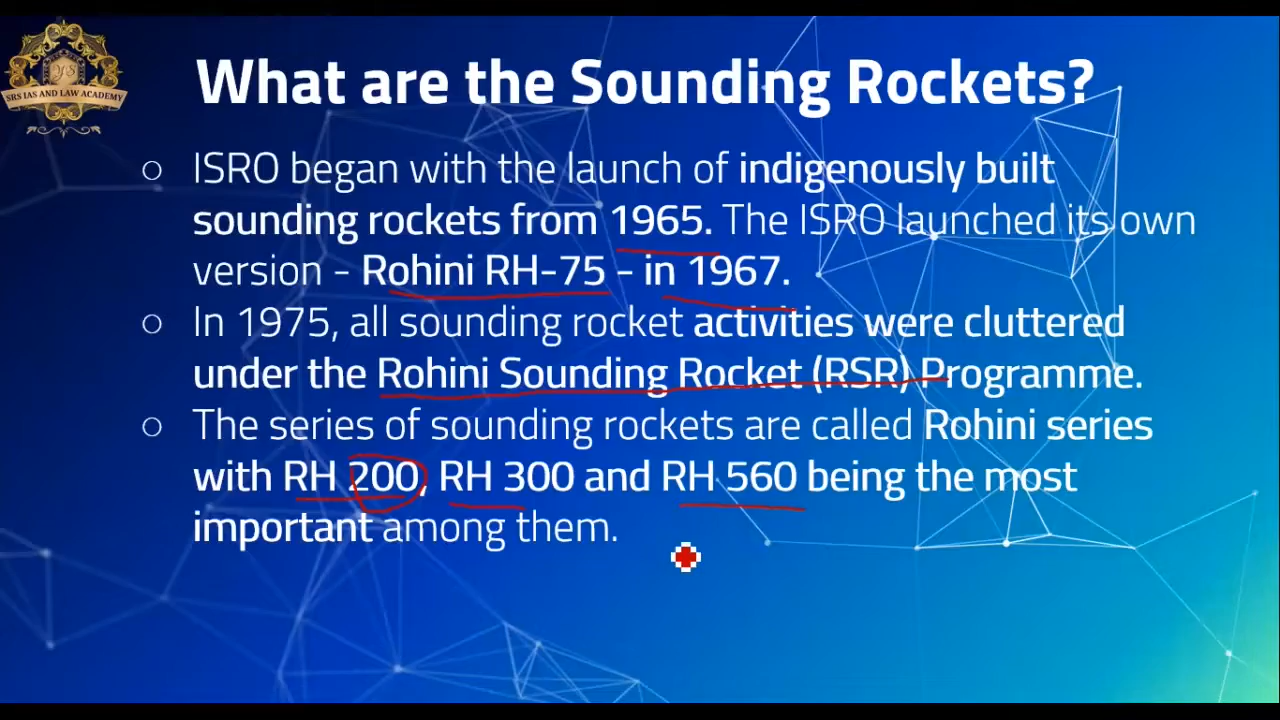 SRS IAS AND LAW ACADEMY
What are the Sounding Rockets?
○ ISRO began with the launch of indigenously built
sounding rockets from 1965. The ISRO launched its own
version - Rohini RH-75 - in 1967.
○ In 1975, all sounding rocket activities were cluttered
under the Rohini Sounding Rocket (RSR) Programme.
○ The series of sounding rockets are called Rohini series
with RH 200, RH 300 and RH 560 being the most
important among them.